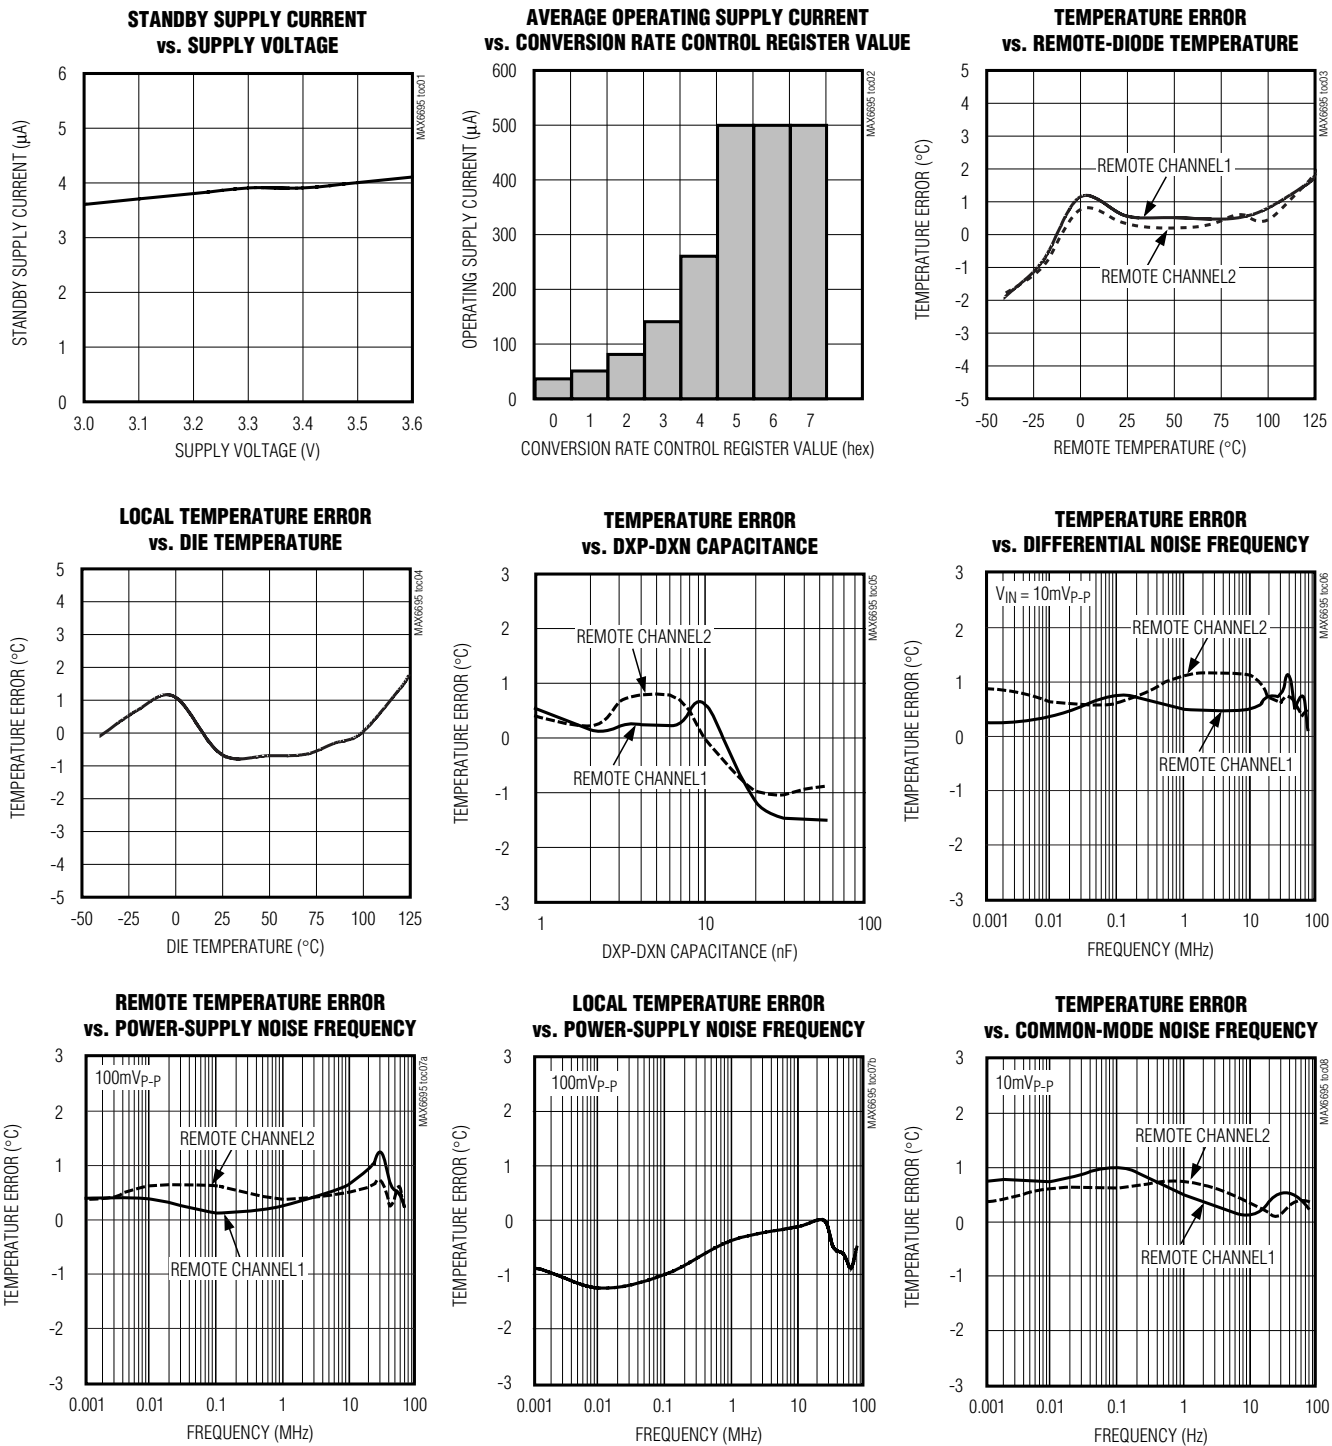 STANDBY SUPPLY CURRENT
vs. SUPPLY VOLTAGE
6
5
4
3
2
1
0
STANDBY SUPPLY CURRENT (µA)
3.0 3.1 3.2 3.3 3.4 3.5 3.6
SUPPLY VOLTAGE (V)
MAX6695 toc01
AVERAGE OPERATING SUPPLY CURRENT
vs. CONVERSION RATE CONTROL REGISTER VALUE
600
500
400
300
200
100
0
OPERATING SUPPLY CURRENT (µA)
0 1 2 3 4 5 6 7
CONVERSION RATE CONTROL REGISTER VALUE (hex)
MAX6695 toc02
TEMPERATURE ERROR
vs. REMOTE-DIODE TEMPERATURE
5
4
3
2
1
0
-1
-2
-3
-4
-5
TEMPERATURE ERROR (°C)
REMOTE CHANNEL1
REMOTE CHANNEL2
-50 -25 0 25 50 75 100 125
REMOTE TEMPERATURE (°C)
MAX6695 toc03
LOCAL TEMPERATURE ERROR
vs. DIE TEMPERATURE
5
4
3
2
1
0
-1
-2
-3
-4
-5
TEMPERATURE ERROR (°C)
-50 -25 0 25 50 75 100 125
DIE TEMPERATURE (°C)
MAX6695 toc04
TEMPERATURE ERROR
vs. DXP-DXN CAPACITANCE
3
2
1
0
-1
-2
-3
TEMPERATURE ERROR (°C)
REMOTE CHANNEL2
REMOTE CHANNEL1
1 10 100
DXP-DXN CAPACITANCE (nF)
MAX6695 toc05
TEMPERATURE ERROR
vs. DIFFERENTIAL NOISE FREQUENCY
3
2
1
0
-1
-2
-3
TEMPERATURE ERROR (°C)
VIN = 10mVP-P
REMOTE CHANNEL2
REMOTE CHANNEL1
0.001 0.01 0.1 1 10 100
FREQUENCY (MHz)
MAX6695 toc06
REMOTE TEMPERATURE ERROR
vs. POWER-SUPPLY NOISE FREQUENCY
3
2
1
0
-1
-2
-3
TEMPERATURE ERROR (°C)
100mVP-P
REMOTE CHANNEL2
REMOTE CHANNEL1
0.001 0.01 0.1 1 10 100
FREQUENCY (MHz)
MAX6695 toc07a
LOCAL TEMPERATURE ERROR
vs. POWER-SUPPLY NOISE FREQUENCY
3
2
1
0
-1
-2
-3
TEMPERATURE ERROR (°C)
100mVP-P
0.001 0.01 0.1 1 10 100
FREQUENCY (MHz)
MAX6695 toc07b
TEMPERATURE ERROR
vs. COMMON-MODE NOISE FREQUENCY
3
2
1
0
-1
-2
-3
TEMPERATURE ERROR (°C)
10mVP-P
REMOTE CHANNEL2
REMOTE CHANNEL1
0.001 0.01 0.1 1 10 100
FREQUENCY (Hz)
MAX6695 toc08